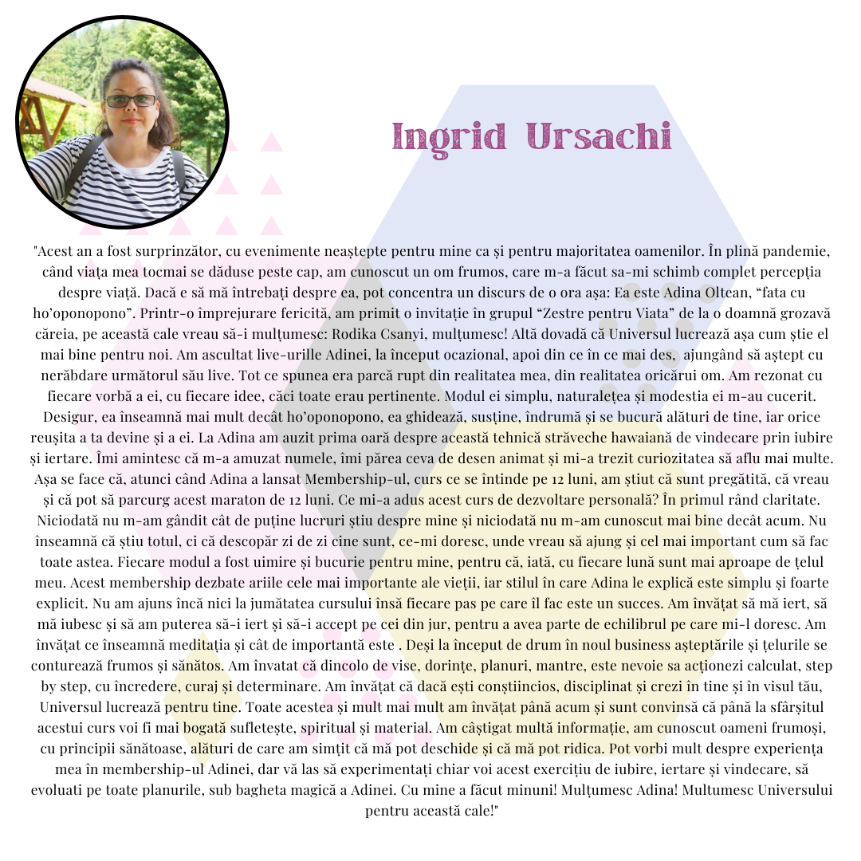 Ingrid Ursachi
"Acest an a fost surprinzător, cu evenimente neaștepte pentru mine ca și pentru majoritatea oamenilor. În plină pandemie,
când viața mea tocmai se dăduse peste cap, am cunoscut un om frumos, care m-a făcut sa-mi schimb complet percepția
despre viață. Dacă e să mă întrebați despre ea, pot concentra un discurs de o ora așa: Ea este Adina Oltean, “fata cu
ho’oponopono”. Printr-o împrejurare fericită, am primit o invitație în grupul “Zestre pentru Viata” de la o doamnă grozavă
căreia, pe această cale vreau să-i mulțumesc: Rodika Csanyi, mulțumesc! Altă dovadă că Universul lucrează așa cum știe el
mai bine pentru noi. Am ascultat live-urille Adinei, la început ocazional, apoi din ce în ce mai des, ajungând să aștept cu
nerăbdare următorul său live. Tot ce spunea era parcă rupt din realitatea mea, din realitatea oricărui om. Am rezonat cu
fiecare vorbă a ei, cu fiecare idee, căci toate erau pertinente. Modul ei simplu, naturalețea și modestia ei m-au cucerit.
Desigur, ea înseamnă mai mult decât ho’oponopono, ea ghidează, susține, îndrumă și se bucură alături de tine, iar orice
reușita a ta devine și a ei. La Adina am auzit prima oară despre această tehnică străveche hawaiană de vindecare prin iubire
și iertare. Îmi amintesc că m-a amuzat numele, îmi părea ceva de desen animat și mi-a trezit curiozitatea să aflu mai multe.
Așa se face că, atunci când Adina a lansat Membership-ul, curs ce se întinde pe 12 luni, am știut că sunt pregătită, că vreau
și că pot să parcurg acest maraton de 12 luni. Ce mi-a adus acest curs de dezvoltare personală? În primul rând claritate.
Niciodată nu m-am gândit cât de puține lucruri știu despre mine și niciodată nu m-am cunoscut mai bine decât acum. Nu
înseamnă că știu totul, ci că descopăr zi de zi cine sunt, ce-mi doresc, unde vreau să ajung și cel mai important cum să fac
toate astea. Fiecare modul a fost uimire și bucurie pentru mine, pentru că, iată, cu fiecare lună sunt mai aproape de țelul
meu. Acest membership dezbate ariile cele mai importante ale vieții, iar stilul în care Adina le explică este simplu și foarte
explicit. Nu am ajuns încă nici la jumătatea cursului însă fiecare pas pe care îl fac este un succes. Am învățat să mă iert, să
mă iubesc și să am puterea să-i iert și să-i accept pe cei din jur, pentru a avea parte de echilibrul pe care mi-l doresc. Am
învățat ce înseamnă meditația și cât de importantă este . Deși la început de drum în noul business așteptările și țelurile se
conturează frumos și sănătos. Am învatat că dincolo de vise, dorințe, planuri, mantre, este nevoie sa acționezi calculat, step
by step, cu încredere, curaj și determinare. Am învățat că dacă ești conștiincios, disciplinat și crezi în tine și în visul tău,
Universul lucrează pentru tine. Toate acestea și mult mai mult am învățat până acum și sunt convinsă că până la sfârșitul
acestui curs voi fi mai bogată sufletește, spiritual și material. Am câștigat multă informație, am cunoscut oameni frumoși,
cu principii sănătoase, alături de care am simțit că mă pot deschide și că mă pot ridica. Pot vorbi mult despre experiența
mea în membership-ul Adinei, dar vă las să experimentați chiar voi acest exercițiu de iubire, iertare și vindecare, să
evoluati pe toate planurile, sub bagheta magică a Adinei. Cu mine a făcut minuni! Mulțumesc Adina! Multumesc Universului
pentru această cale!"